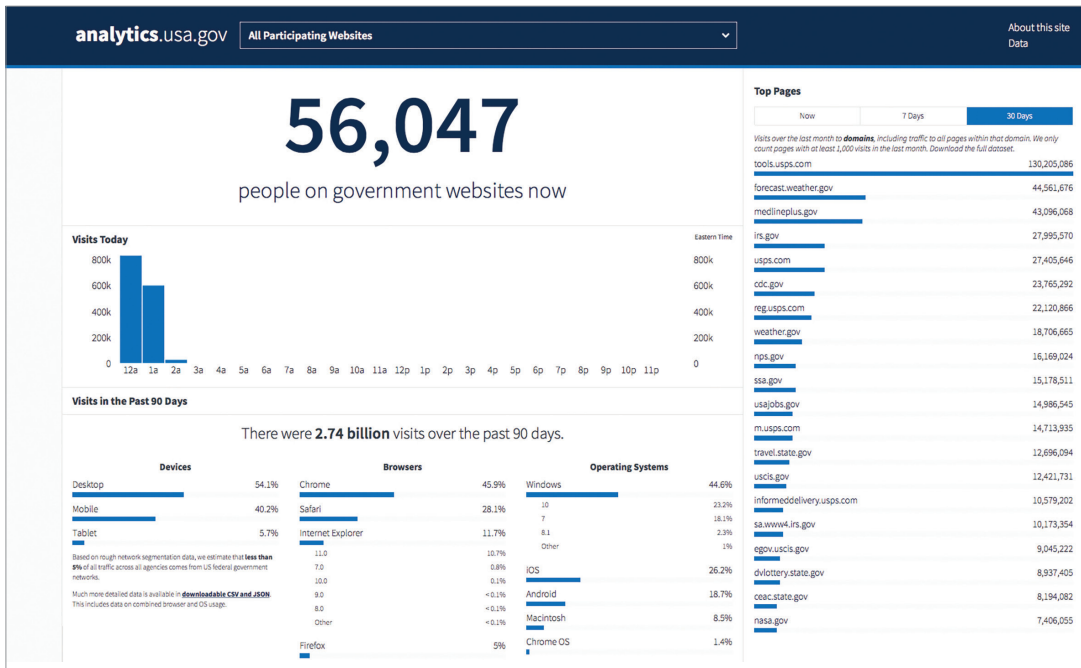 analytics.usa.gov
All Participating Websites
About this site
Data
56,047
people on government websites now
Visits Today
Eastern Time
800k
600k
400k
200k
0
800k
600k
400k
200k
0
12a 1a 2a 3a 4a 5a 6a 7a 8a 9a 10a 11a 12p 1p 2p 3p 4p 5p 6p 7p 8p 9p 10p 11p
Visits in the Past 90 Days
There were 2.74 billion visits over the past 90 days.
Devices
Desktop 54.1%
Mobile 40.2%
Tablet 5.7%
Based on rough network segmentation data, we estimate that less than
5% of all traffic across all agencies comes from US federal government
networks.
Much more detailed data is available in downloadable CSV and JSON.
This includes data on combined browser and OS usage.
Browsers
Chrome 45.9%
Safari 28.1%
Internet Explorer 11.7%
11.0 10.7%
7.0 0.8%
10.0 0.1%
9.0 <0.1%
8.0 <0.1%
Other <0.1%
Firefox 5%
Operating Systems
Windows 44.6%
10 23.2%
7 18.1%
8.1 2.3%
Other 1%
iOS 26.2%
Android 18.7%
Macintosh 8.5%
Chrome OS 1.4%
Top Pages
Now 7 Days 30 Days
Visits over the last month to domains, including traffic to all pages within that domain. We only
count pages with at least 1,000 visits in the last month. Download the full dataset.
tools.usps.com 130,205,086
forecast.weather.gov 44,561,676
medlineplus.gov 43,096,068
irs.gov 27,995,570
usps.com 27,405,646
cdc.gov 23,765,292
reg.usps.com 22,120,866
weather.gov 18,706,665
nps.gov 16,169,024
ssa.gov 15,178,511
usajobs.gov 14,986,545
m.usps.com 14,713,935
travel.state.gov 12,696,094
uscis.gov 12,421,731
informeddelivery.usps.com 10,579,202
sa.www4.irs.gov 10,173,354
egov.uscis.gov 9,045,222
dvlottery.state.gov 8,937,405
ceac.state.gov 8,194,082
nasa.gov 7,406,055